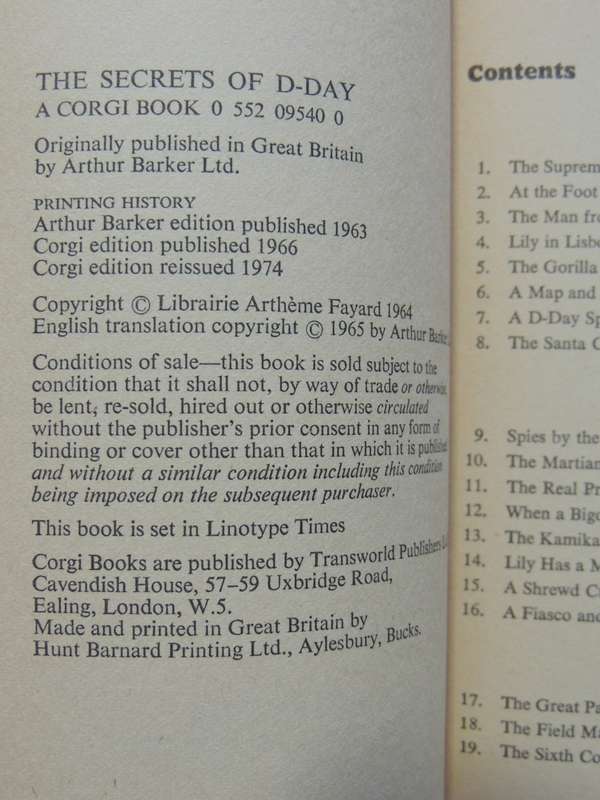 THE SECRETS OF D-DAY
A CORGI BOOK 0 552 09540 0
Originally published in Great Britain
by Arthur Barker Ltd.
PRINTING HISTORY
Arthur Barker edition published 1963
Corgi edition published 1966
Corgi edition reissued 1974
Copyright © Librairie Arthème Fayard 1964
English translation copyright © 1965 by Arthur Barker
Conditions of sale—this book is sold subject to the
condition that it shall not, by way of trade or otherwise,
be lent, re-sold, hired out or otherwise circulated
without the publisher's prior consent in any form of
binding or cover other than that in which it is published
and without a similar condition including this condition
being imposed on the subsequent purchaser.
This book is set in Linotype Times
Corgi Books are published by Transworld Publishers
Cavendish House, 57–59 Uxbridge Road,
Ealing, London, W.5.
Made and printed in Great Britain by
Hunt Barnard Printing Ltd., Aylesbury, Bucks.
Contents
1. The Suprem
2. At the Foot
3. The Man fro
4. Lily in Lisbo
5. The Gorilla
6. A Map and
7. A D-Day Sp
8. The Santa C
9. Spies by the
10. The Martian
11. The Real Pr
12. When a Bigo
13. The Kamika
14. Lily Has a M
15. A Shrewd C
16. A Fiasco and
17. The Great Pa
18. The Field Ma
19. The Sixth Co